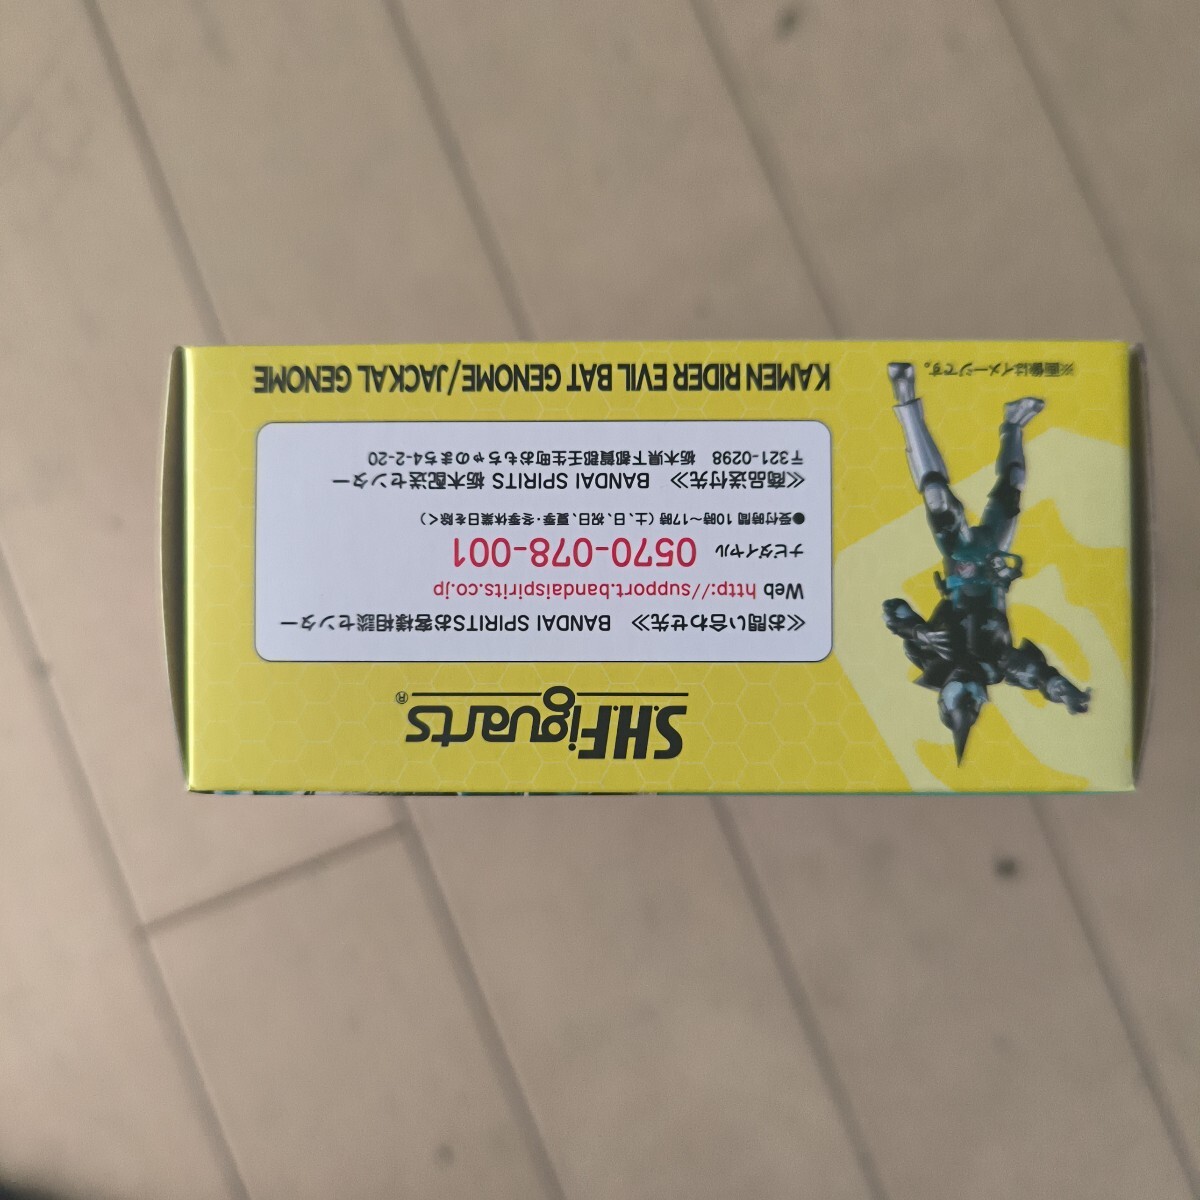 S.H.Figuarts®
≪お問い合わせ先≫ BANDAI SPIRITSお客様相談センター
Web http://support.bandaispirits.co.jp
ナビダイヤル 0570-078-001
●受付時間 10時～17時(土、日、祝日、夏季・冬季休業日を除く)
≪商品送付先≫ BANDAI SPIRITS 栃木配送センター
〒321-0298 栃木県下都賀郡壬生町おもちゃのまち4-2-20
KAMEN RIDER EVIL BAT GENOME/JACKAL GENOME
※画像はイメージです。